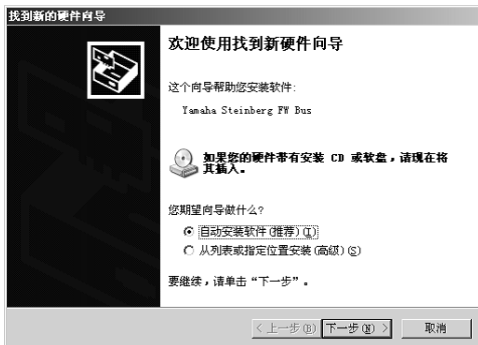 找到新的硬件向导
欢迎使用找到新硬件向导
这个向导帮助您安装软件:
Yamaha Steinberg FW Bus
如果您的硬件带有安装 CD 或软盘，请现在将
其插入。
您期望向导做什么?
自动安装软件(推荐)(I)
从列表或指定位置安装(高级)(S)
要继续，请单击“下一步”。
< 上一步(B) 下一步(N) > 取消